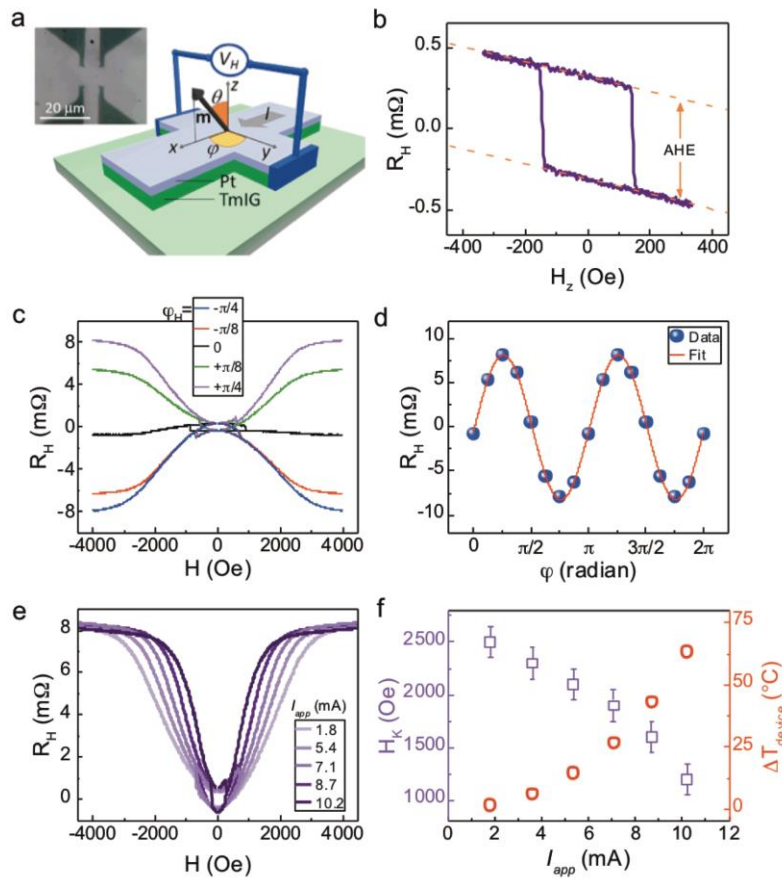 a
20 μm
V_H
z
θ
m
I
x
φ
y
Pt
TmIG
b
R_H (mΩ)
0.5
0.0
-0.5
AHE
-400 -200 0 200 400
H_z (Oe)
c
φ_H=
-π/4
-π/8
0
+π/8
+π/4
R_H (mΩ)
8
4
0
-4
-8
-4000 -2000 0 2000 4000
H (Oe)
d
Data
Fit
R_H (mΩ)
10
5
0
-5
-10
0 π/2 π 3π/2 2π
φ (radian)
e
R_H (mΩ)
8
6
4
2
0
I_app (mA)
1.8
5.4
7.1
8.7
10.2
-4000 -2000 0 2000 4000
H (Oe)
f
H_K (Oe)
2500
2000
1500
1000
75
50
25
0
ΔT_device (°C)
0 2 4 6 8 10 12
I_app (mA)